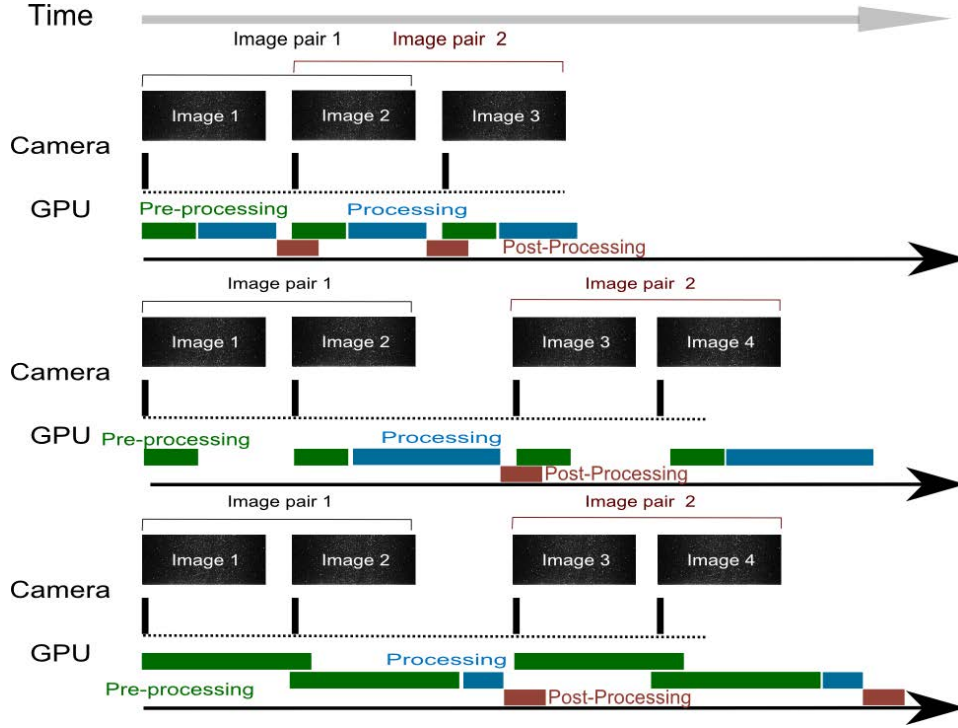 Time
Image pair 1 Image pair 2
Image 1 Image 2 Image 3
Camera
GPU
Pre-processing Processing
Post-Processing
Image pair 1 Image pair 2
Image 1 Image 2 Image 3 Image 4
Camera
GPU
Pre-processing Processing
Post-Processing
Image pair 1 Image pair 2
Image 1 Image 2 Image 3 Image 4
Camera
GPU
Processing
Pre-processing Post-Processing